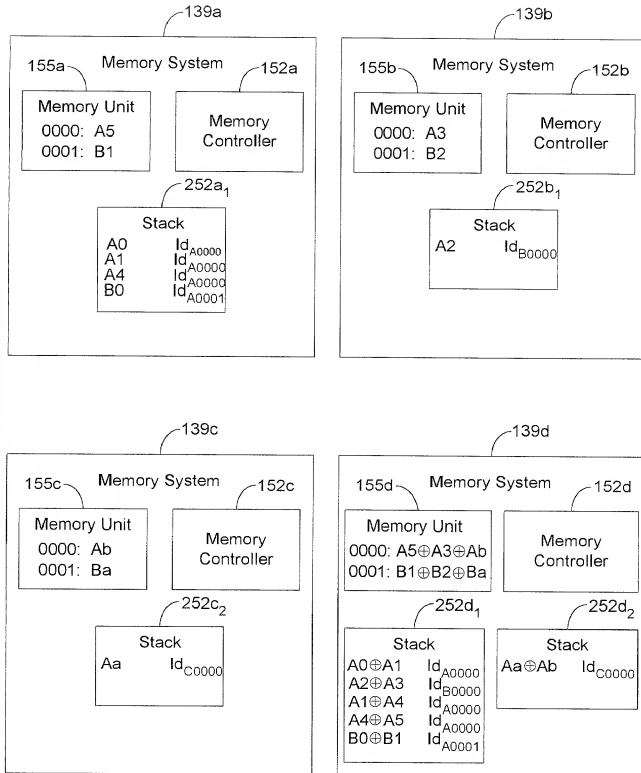 139a
Memory System
155a
152a
Memory Unit
0000: A5
0001: B1
Memory
Controller
252a1
Stack
A0 IdA0000
A1 IdA0000
A4 IdA0000
B0 IdA0001
139b
Memory System
155b
152b
Memory Unit
0000: A3
0001: B2
Memory
Controller
252b1
Stack
A2 IdB0000
139c
Memory System
155c
152c
Memory Unit
0000: Ab
0001: Ba
Memory
Controller
252c2
Stack
Aa IdC0000
139d
Memory System
155d
152d
Memory Unit
0000: A5⊕A3⊕Ab
0001: B1⊕B2⊕Ba
Memory
Controller
252d1
Stack
A0⊕A1 IdA0000
A2⊕A3 IdB0000
A1⊕A4 IdA0000
A4⊕A5 IdA0000
B0⊕B1 IdA0001
252d2
Stack
Aa⊕Ab IdC0000